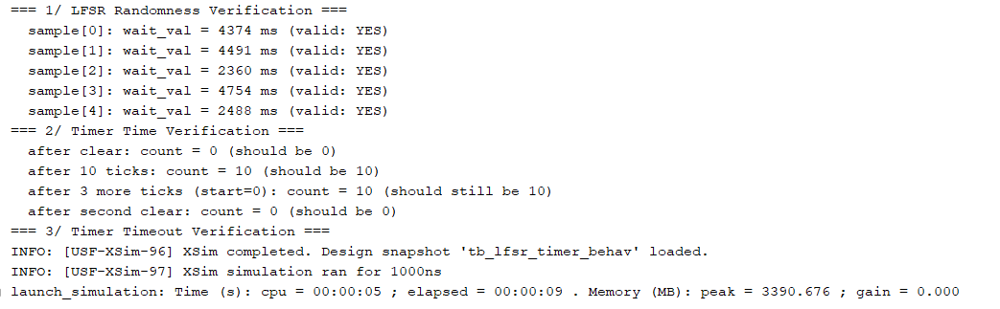 === 1/ LFSR Randomness Verification ===
sample[0]: wait_val = 4374 ms (valid: YES)
sample[1]: wait_val = 4491 ms (valid: YES)
sample[2]: wait_val = 2360 ms (valid: YES)
sample[3]: wait_val = 4754 ms (valid: YES)
sample[4]: wait_val = 2488 ms (valid: YES)
=== 2/ Timer Time Verification ===
after clear: count = 0 (should be 0)
after 10 ticks: count = 10 (should be 10)
after 3 more ticks (start=0): count = 10 (should still be 10)
after second clear: count = 0 (should be 0)
=== 3/ Timer Timeout Verification ===
INFO: [USF-XSim-96] XSim completed. Design snapshot 'tb_lfsr_timer_behav' loaded.
INFO: [USF-XSim-97] XSim simulation ran for 1000ns
launch_simulation: Time (s): cpu = 00:00:05 ; elapsed = 00:00:09 . Memory (MB): peak = 3390.676 ; gain = 0.000